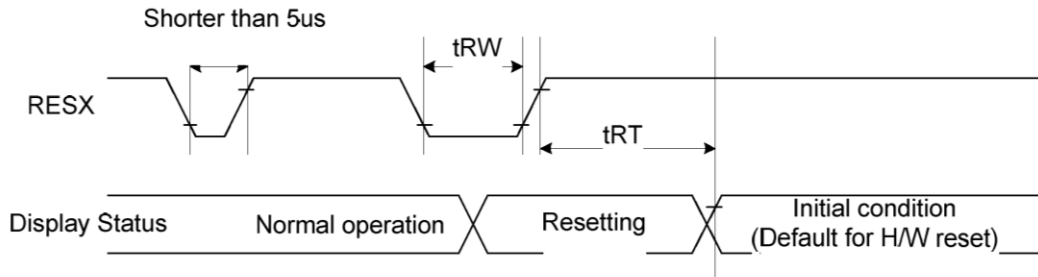 Shorter than 5us
tRW
RESX
tRT
Display Status
Normal operation
Resetting
Initial condition
(Default for H/W reset)